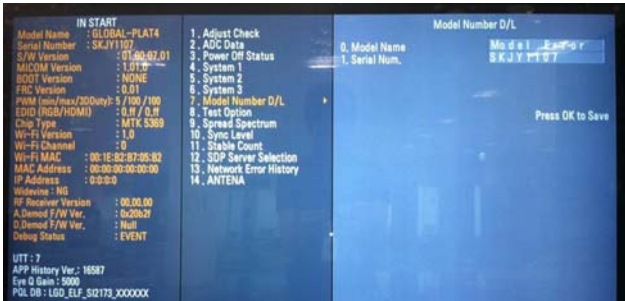 IN START
Model Name : GLOBAL-PLAT4
Serial Number : SKJY1107
S/W Version : 01.80.07.01
MICOM Version : 1.01.0
BOOT Version : NONE
FRC Version : 0.01
PWM (min/max/3DDuty): 5 /100 /100
EDID (RGB/HDMI) : 0.ff / 0.ff
Chip Type : MTK 5369
Wi-Fi Version : 1.0
Wi-Fi Channel : 0
Wi-Fi MAC : 00:1E:B2:B7:05:B2
MAC Address : 00:00:00:00:00:00
IP Address : 0:0:0:0
Widevine : NG
RF Receiver Version : 00.00.00
A.Demod F/W Ver. : 0x20b2f
D.Demod F/W Ver. : Null
Debug Status : EVENT
UTT : 7
APP History Ver.: 16587
Eye Q Gain : 5000
PQL DB : LGD_ELF_SI2173_XXXXXX
1 . Adjust Check
2 . ADC Data
3 . Power Off Status
4 . System 1
5 . System 2
6 . System 3
7 . Model Number D/L
8 . Test Option
9 . Spread Spectrum
10 . Sync Level
11 . Stable Count
12 . SDP Server Selection
13 . Network Error History
14 . ANTENA
Model Number D/L
0. Model Name Model Error
1. Serial Num. SKJY1107
Press OK to Save